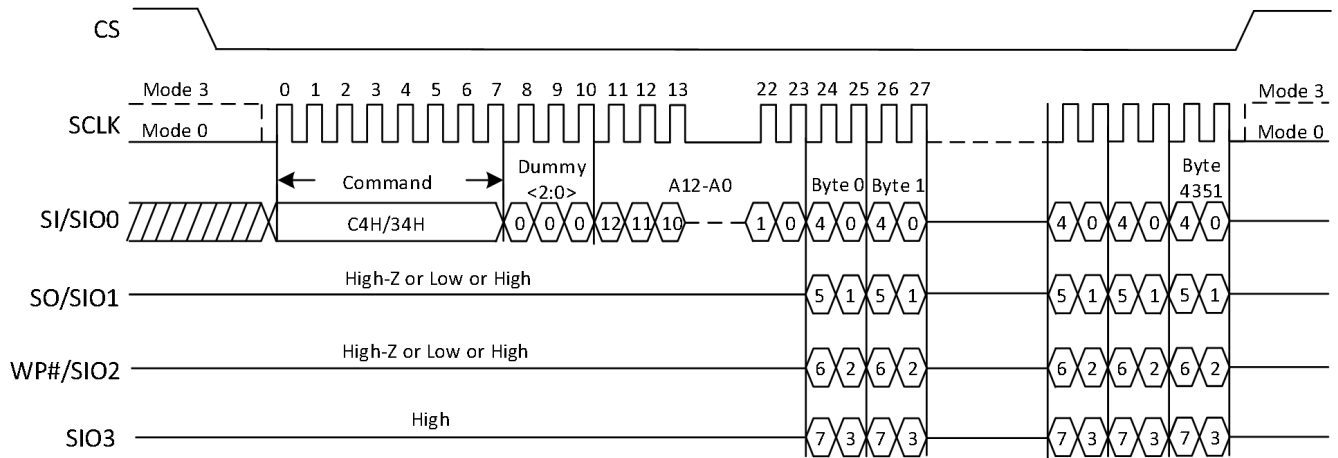 CS
0 1 2 3 4 5 6 7 8 9 10 11 12 13 22 23 24 25 26 27
Mode 3 Mode 3
SCLK
Mode 0 Mode 0
Dummy Byte
Command <2:0> A12-A0 Byte 0 Byte 1 4351
SI/SIO0 C4H/34H 0 0 0 12 11 10 1 0 4 0 4 0 4 0 4 0 4 0
High-Z or Low or High
SO/SIO1 5 1 5 1 5 1 5 1 5 1
High-Z or Low or High
WP#/SIO2 6 2 6 2 6 2 6 2 6 2
High
SIO3 7 3 7 3 7 3 7 3 7 3